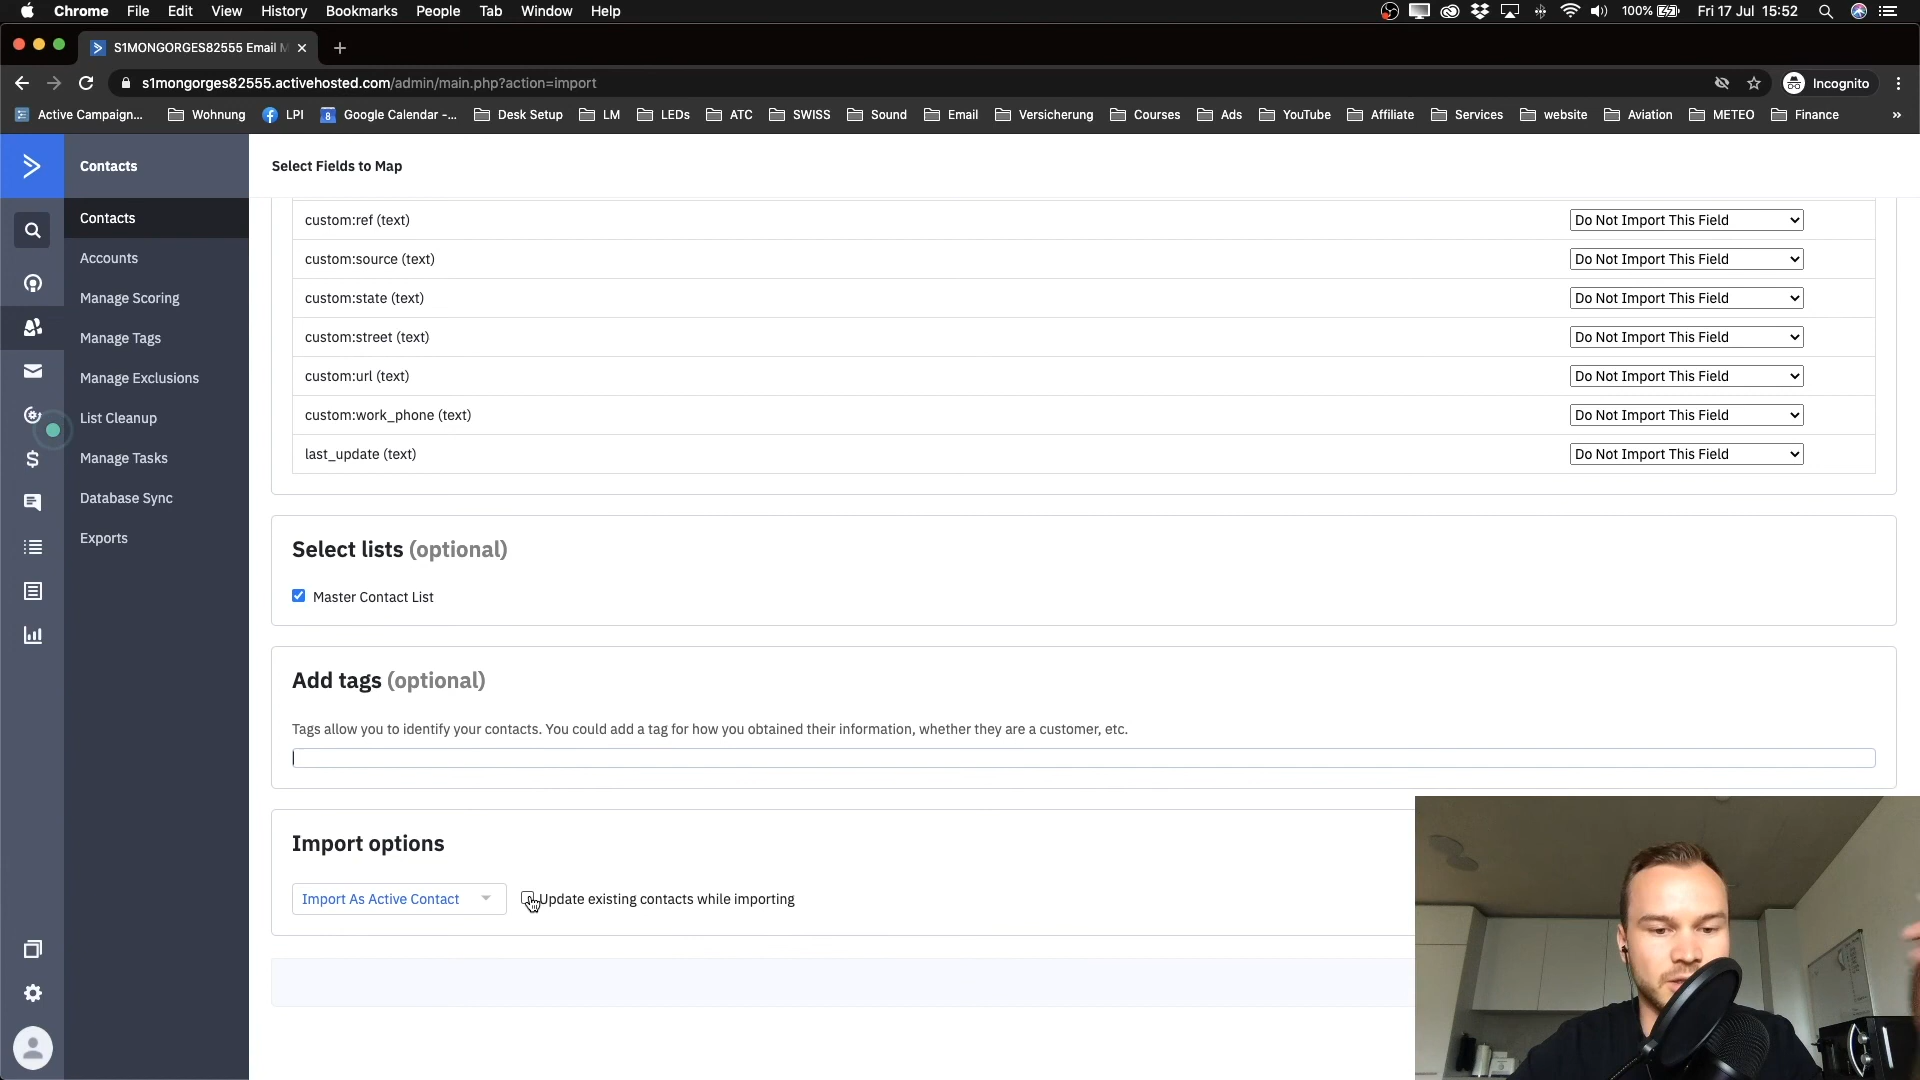 Chrome File Edit View History Bookmarks People Tab Window Help 100% Fri 17 Jul 15:52
S1MONGORGES82555 Email M
s1mongorges82555.activehosted.com/admin/main.php?action=import Incognito
Active Campaign... Wohnung LPI Google Calendar -... Desk Setup LM LEDs ATC SWISS Sound Email Versicherung Courses Ads YouTube Affiliate Services website Aviation METEO Finance »
Contacts
Select Fields to Map
Contacts
Accounts
Manage Scoring
Manage Tags
Manage Exclusions
List Cleanup
Manage Tasks
Database Sync
Exports
custom:ref (text) Do Not Import This Field
custom:source (text) Do Not Import This Field
custom:state (text) Do Not Import This Field
custom:street (text) Do Not Import This Field
custom:url (text) Do Not Import This Field
custom:work_phone (text) Do Not Import This Field
last_update (text) Do Not Import This Field
Select lists (optional)
Master Contact List
Add tags (optional)
Tags allow you to identify your contacts. You could add a tag for how you obtained their information, whether they are a customer, etc.
Import options
Import As Active Contact Update existing contacts while importing